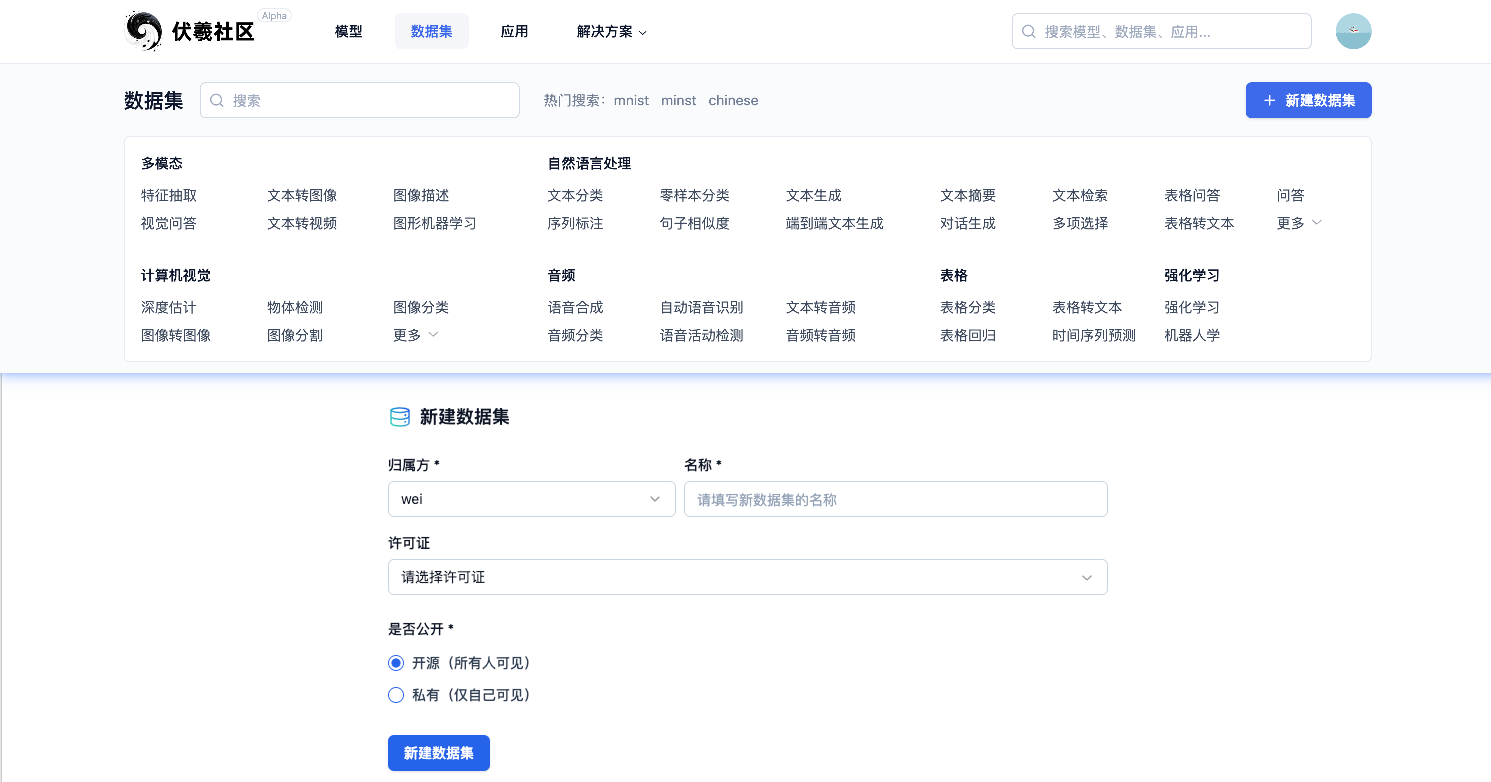 伏羲社区 Alpha 模型 数据集 应用 解决方案 搜索模型、数据集、应用...
数据集 搜索 热门搜索: mnist minst chinese + 新建数据集
多模态 自然语言处理
特征抽取 文本转图像 图像描述 文本分类 零样本分类 文本生成 文本摘要 文本检索 表格问答 问答
视觉问答 文本转视频 图形机器学习 序列标注 句子相似度 端到端文本生成 对话生成 多项选择 表格转文本 更多
计算机视觉 音频 表格 强化学习
深度估计 物体检测 图像分类 语音合成 自动语音识别 文本转音频 表格分类 表格转文本 强化学习
图像转图像 图像分割 更多 音频分类 语音活动检测 音频转音频 表格回归 时间序列预测 机器人学
新建数据集
归属方 * 名称 *
wei 请填写新数据集的名称
许可证
请选择许可证
是否公开 *
开源（所有人可见）
私有（仅自己可见）
新建数据集